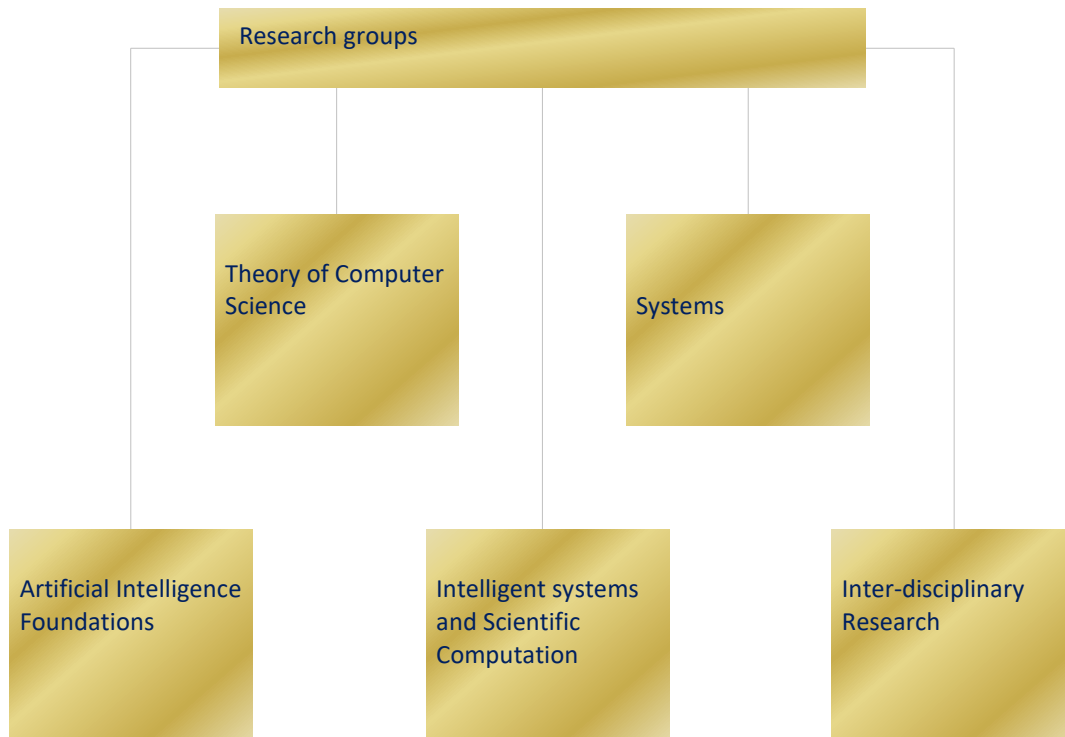 Research groups
Theory of Computer
Science
Systems
Artificial Intelligence
Foundations
Intelligent systems
and Scientific
Computation
Inter-disciplinary
Research